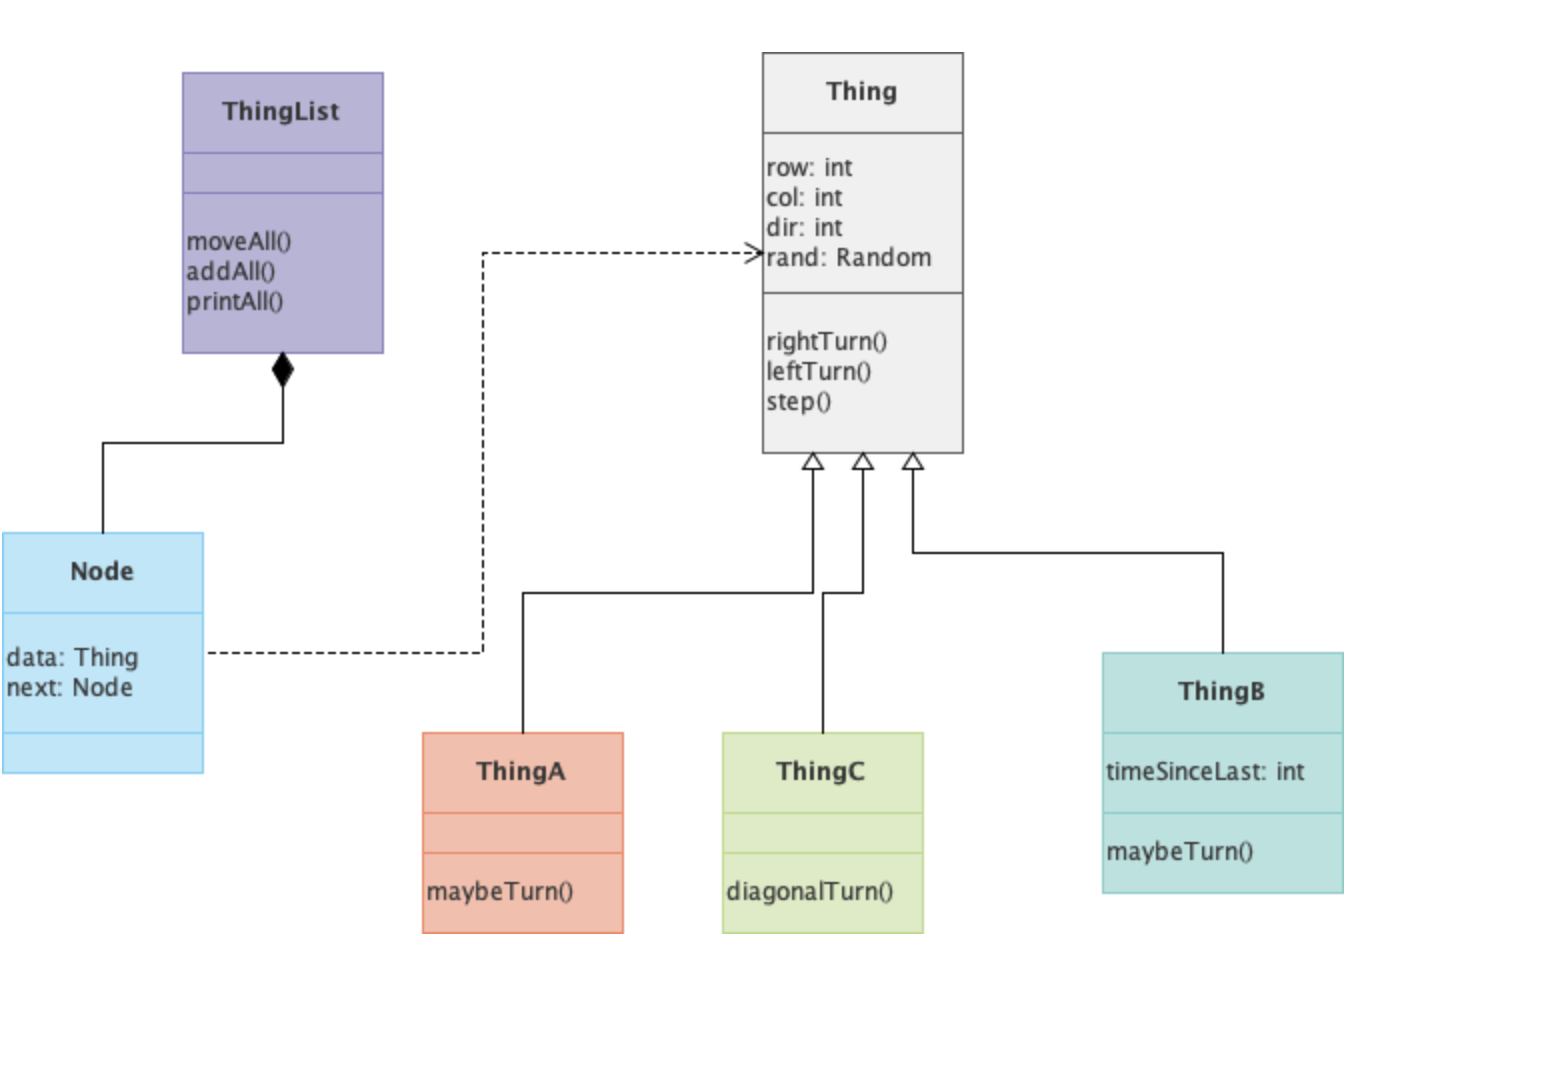 ThingList
moveAll()
addAll()
printAll()
Thing
row: int
col: int
dir: int
rand: Random
rightTurn()
leftTurn()
step()
Node
data: Thing
next: Node
ThingA
maybeTurn()
ThingC
diagonalTurn()
ThingB
timeSinceLast: int
maybeTurn()